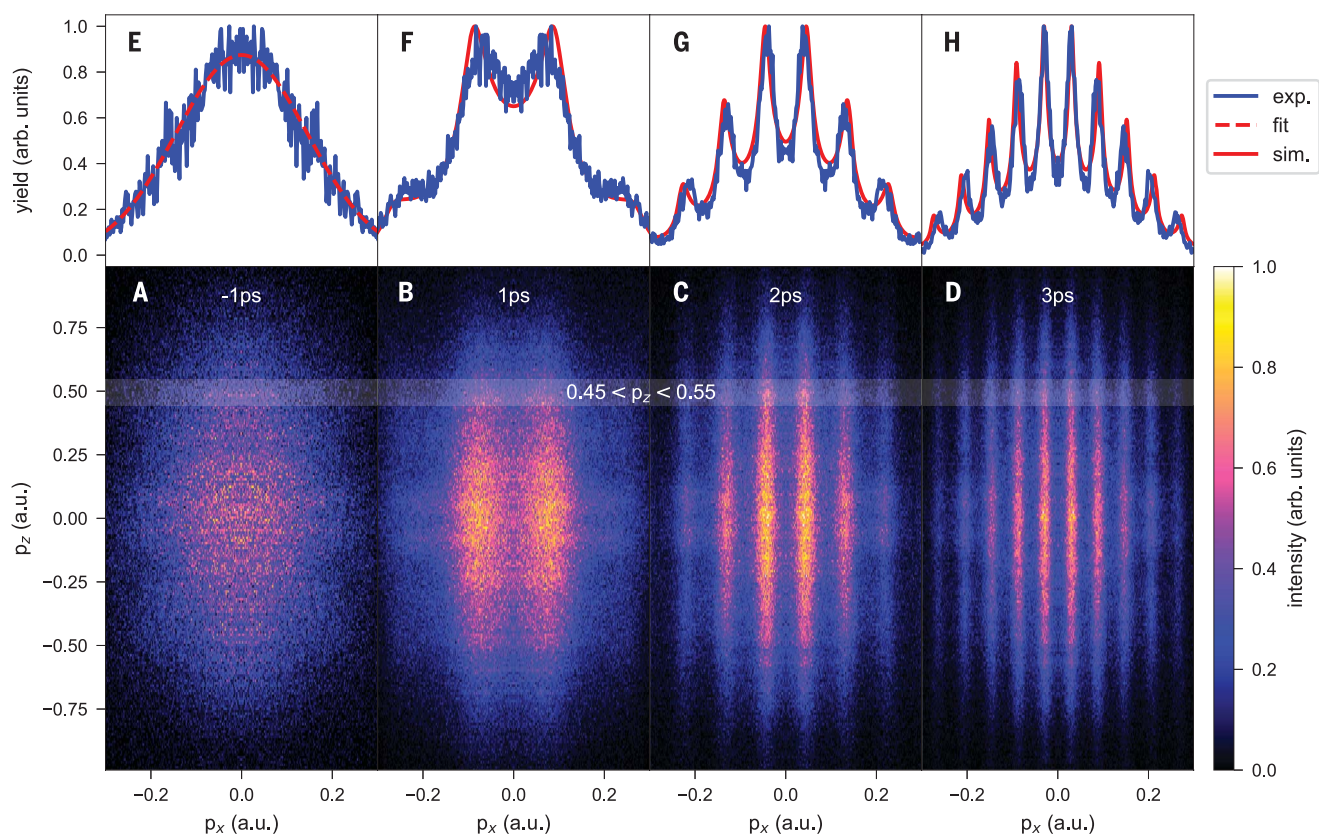 E F G H
1.0
0.8
0.6
0.4
0.2
0.0
yield (arb. units)
exp.
fit
sim.
A -1ps B 1ps C 2ps D 3ps
0.45 < p_z < 0.55
0.75
0.50
0.25
0.00
−0.25
−0.50
−0.75
p_z (a.u.)
1.0
0.8
0.6
0.4
0.2
0.0
intensity (arb. units)
−0.2 0.0 0.2 −0.2 0.0 0.2 −0.2 0.0 0.2 −0.2 0.0 0.2
p_x (a.u.) p_x (a.u.) p_x (a.u.) p_x (a.u.)